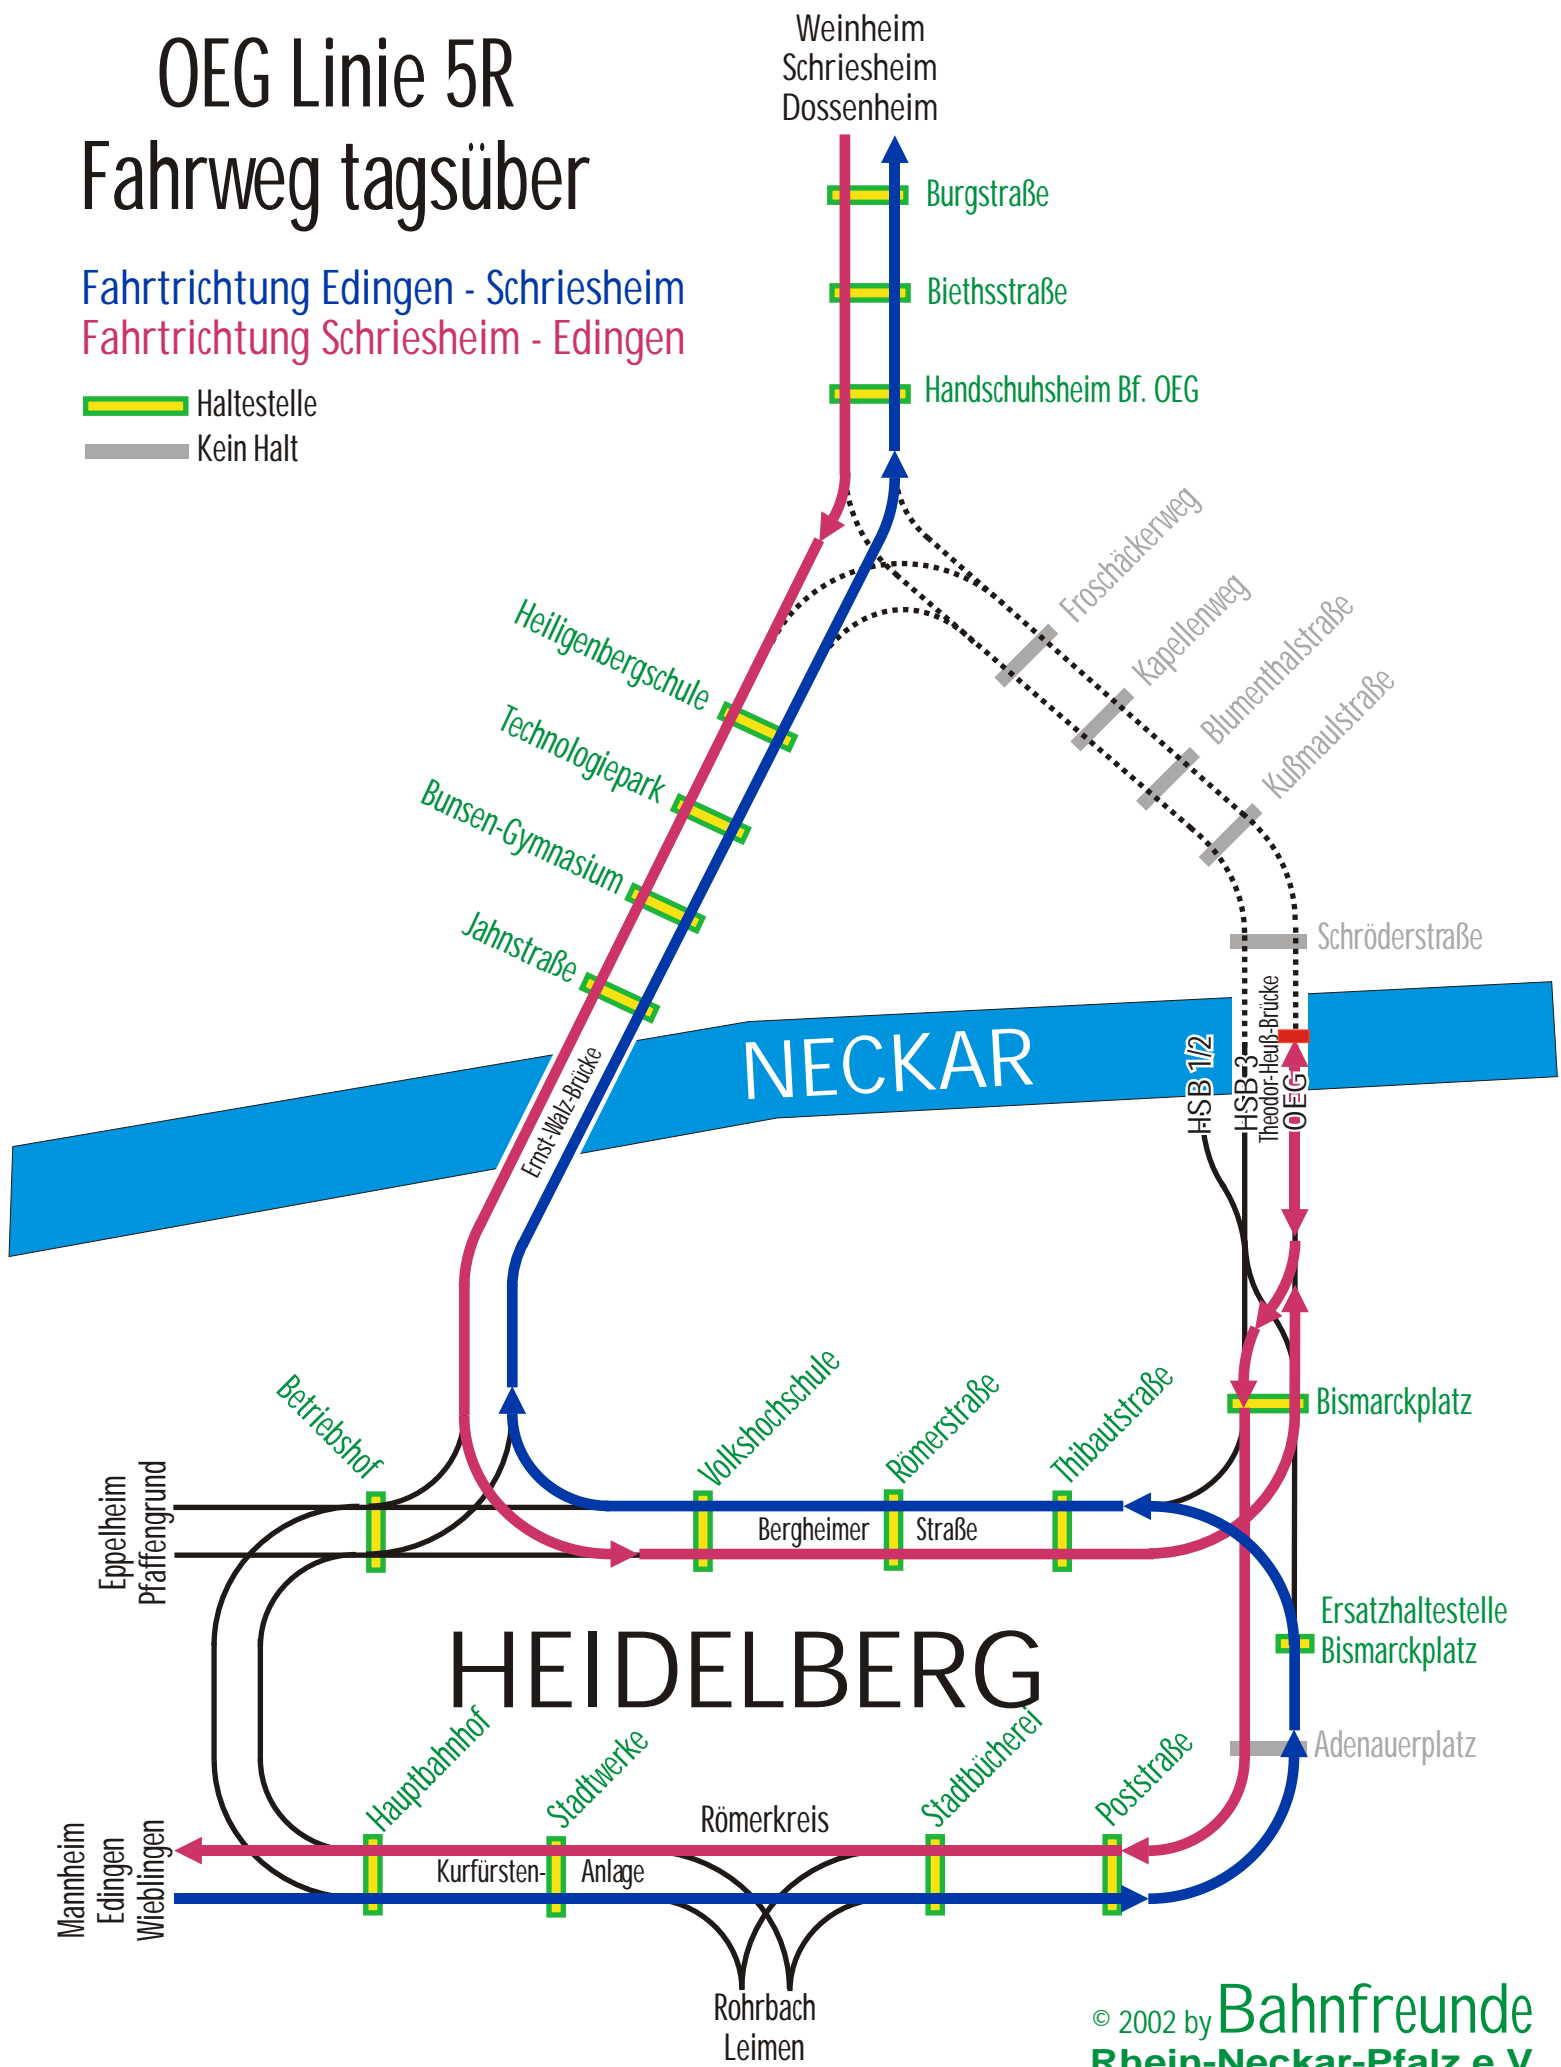 OEG Linie 5R
Fahrweg tagsüber
Fahrtrichtung Edingen - Schriesheim
Fahrtrichtung Schriesheim - Edingen
Haltestelle
Kein Halt
Weinheim
Schriesheim
Dossenheim
Burgstraße
Biethsstraße
Handschuhsheim Bf. OEG
Froschäckerweg
Kapellenweg
Blumenthalstraße
Kußmaulstraße
Schröderstraße
Heiligenbergschule
Technologiepark
Bunsen-Gymnasium
Jahnstraße
NECKAR
Ernst-Walz-Brücke
HSB 1/2
HSB 3
Theodor-Heuß-Brücke
OEG
Betriebshof
Volkshochschule
Römerstraße
Thibautstraße
Bismarckplatz
Eppelheim
Pfaffengrund
Bergheimer Straße
HEIDELBERG
Ersatzhaltestelle
Bismarckplatz
Adenauerplatz
Hauptbahnhof
Stadtwerke
Stadtbücherei
Poststraße
Römerkreis
Kurfürsten- Anlage
Mannheim
Edingen
Wieblingen
Rohrbach
Leimen
© 2002 by Bahnfreunde
Rhein-Neckar-Pfalz e.V.